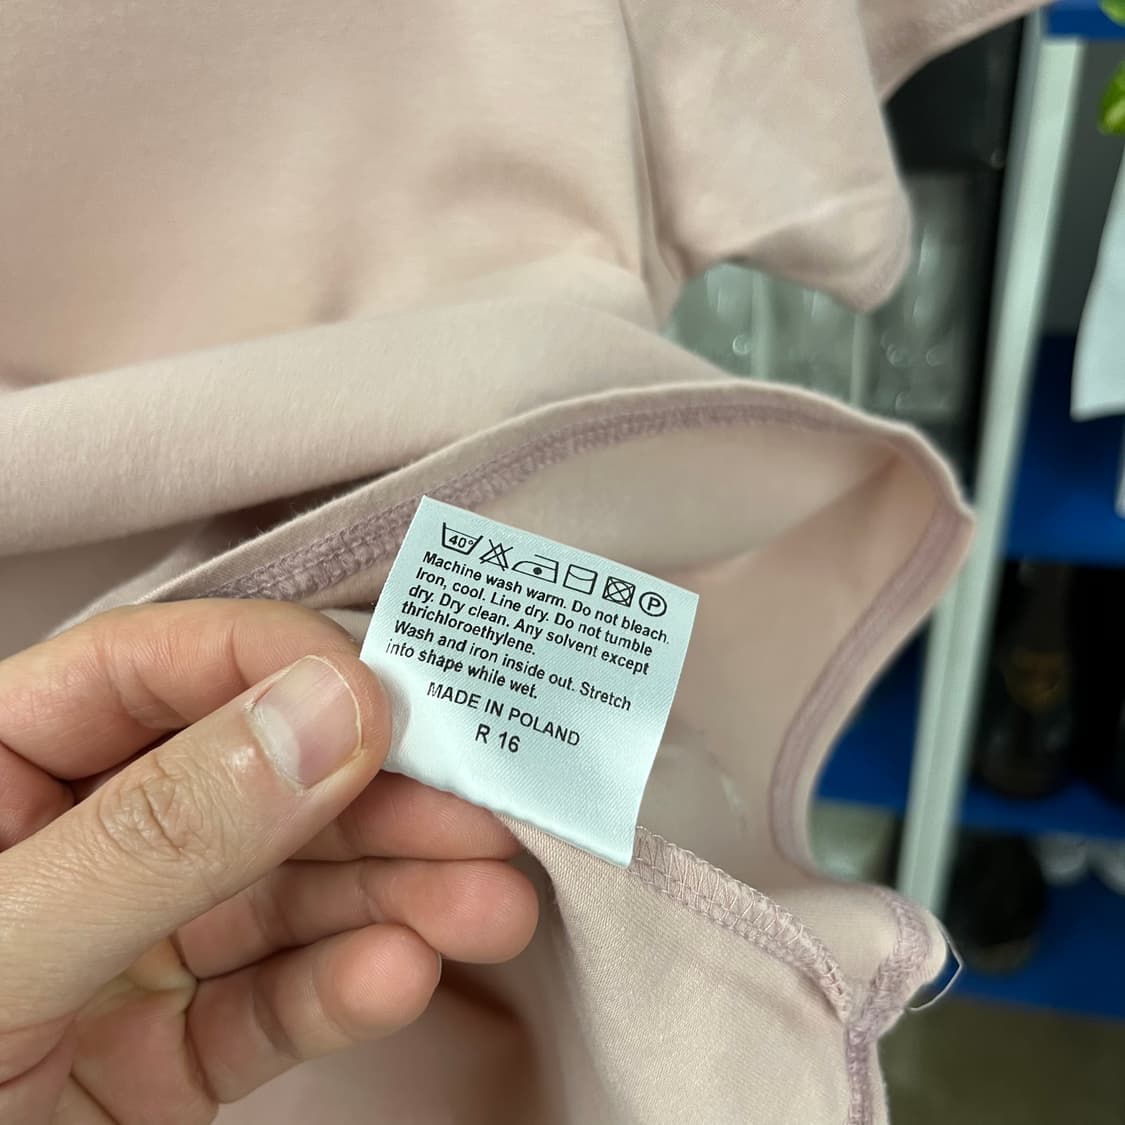 40° P
Machine wash warm. Do not bleach.
Iron, cool. Line dry. Do not tumble
dry. Dry clean. Any solvent except
thrichloroethylene.
Wash and iron inside out. Stretch
into shape while wet.
MADE IN POLAND
R 16